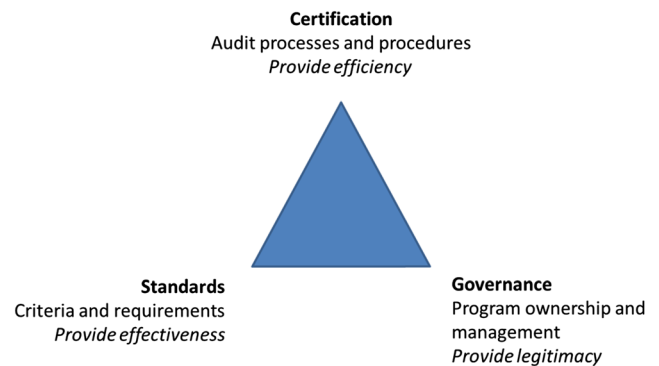 Certification
Audit processes and procedures
Provide efficiency
Standards
Criteria and requirements
Provide effectiveness
Governance
Program ownership and
management
Provide legitimacy